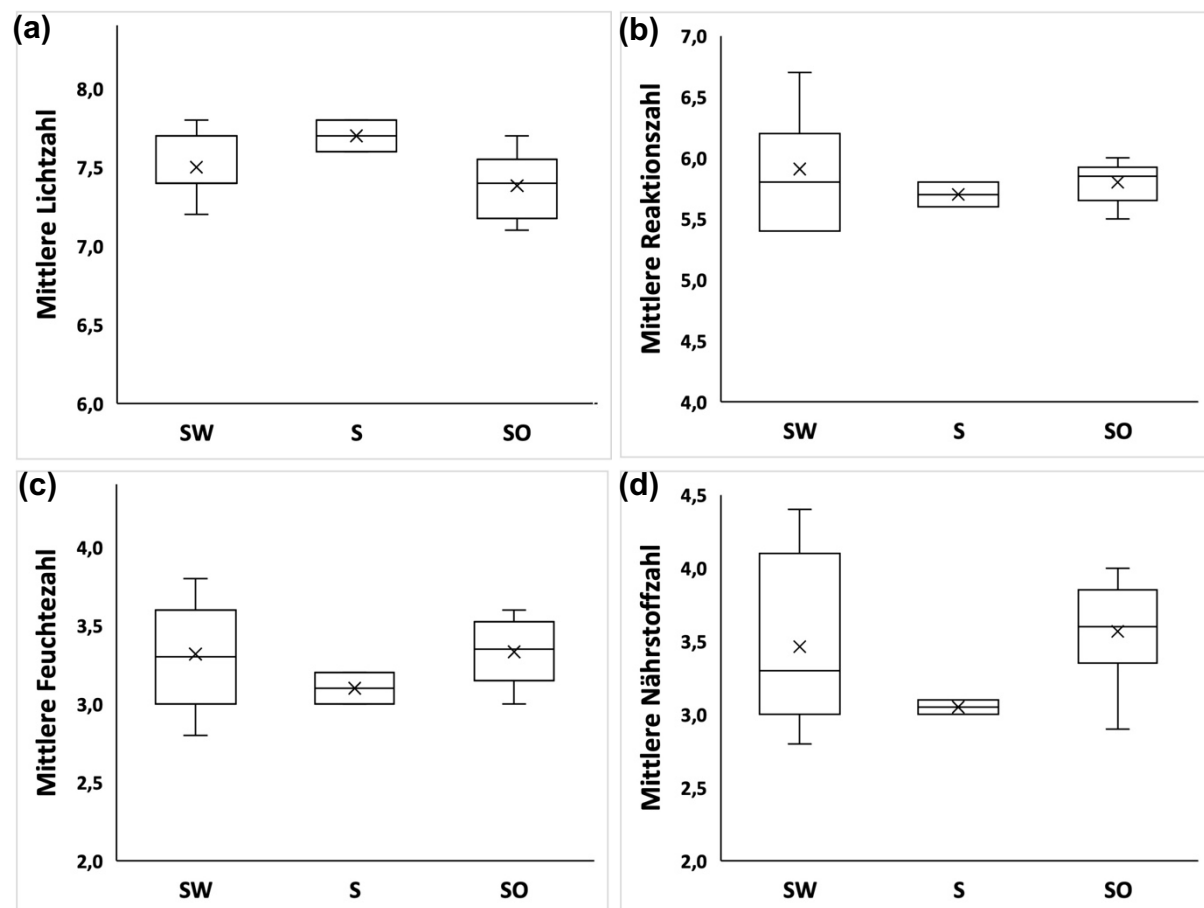 (a)
Mittlere Lichtzahl
8,0
7,5
7,0
6,5
6,0
SW S SO
(b)
Mittlere Reaktionszahl
7,0
6,5
6,0
5,5
5,0
4,5
4,0
SW S SO
(c)
Mittlere Feuchtezahl
4,0
3,5
3,0
2,5
2,0
SW S SO
(d)
Mittlere Nährstoffzahl
4,5
4,0
3,5
3,0
2,5
2,0
SW S SO